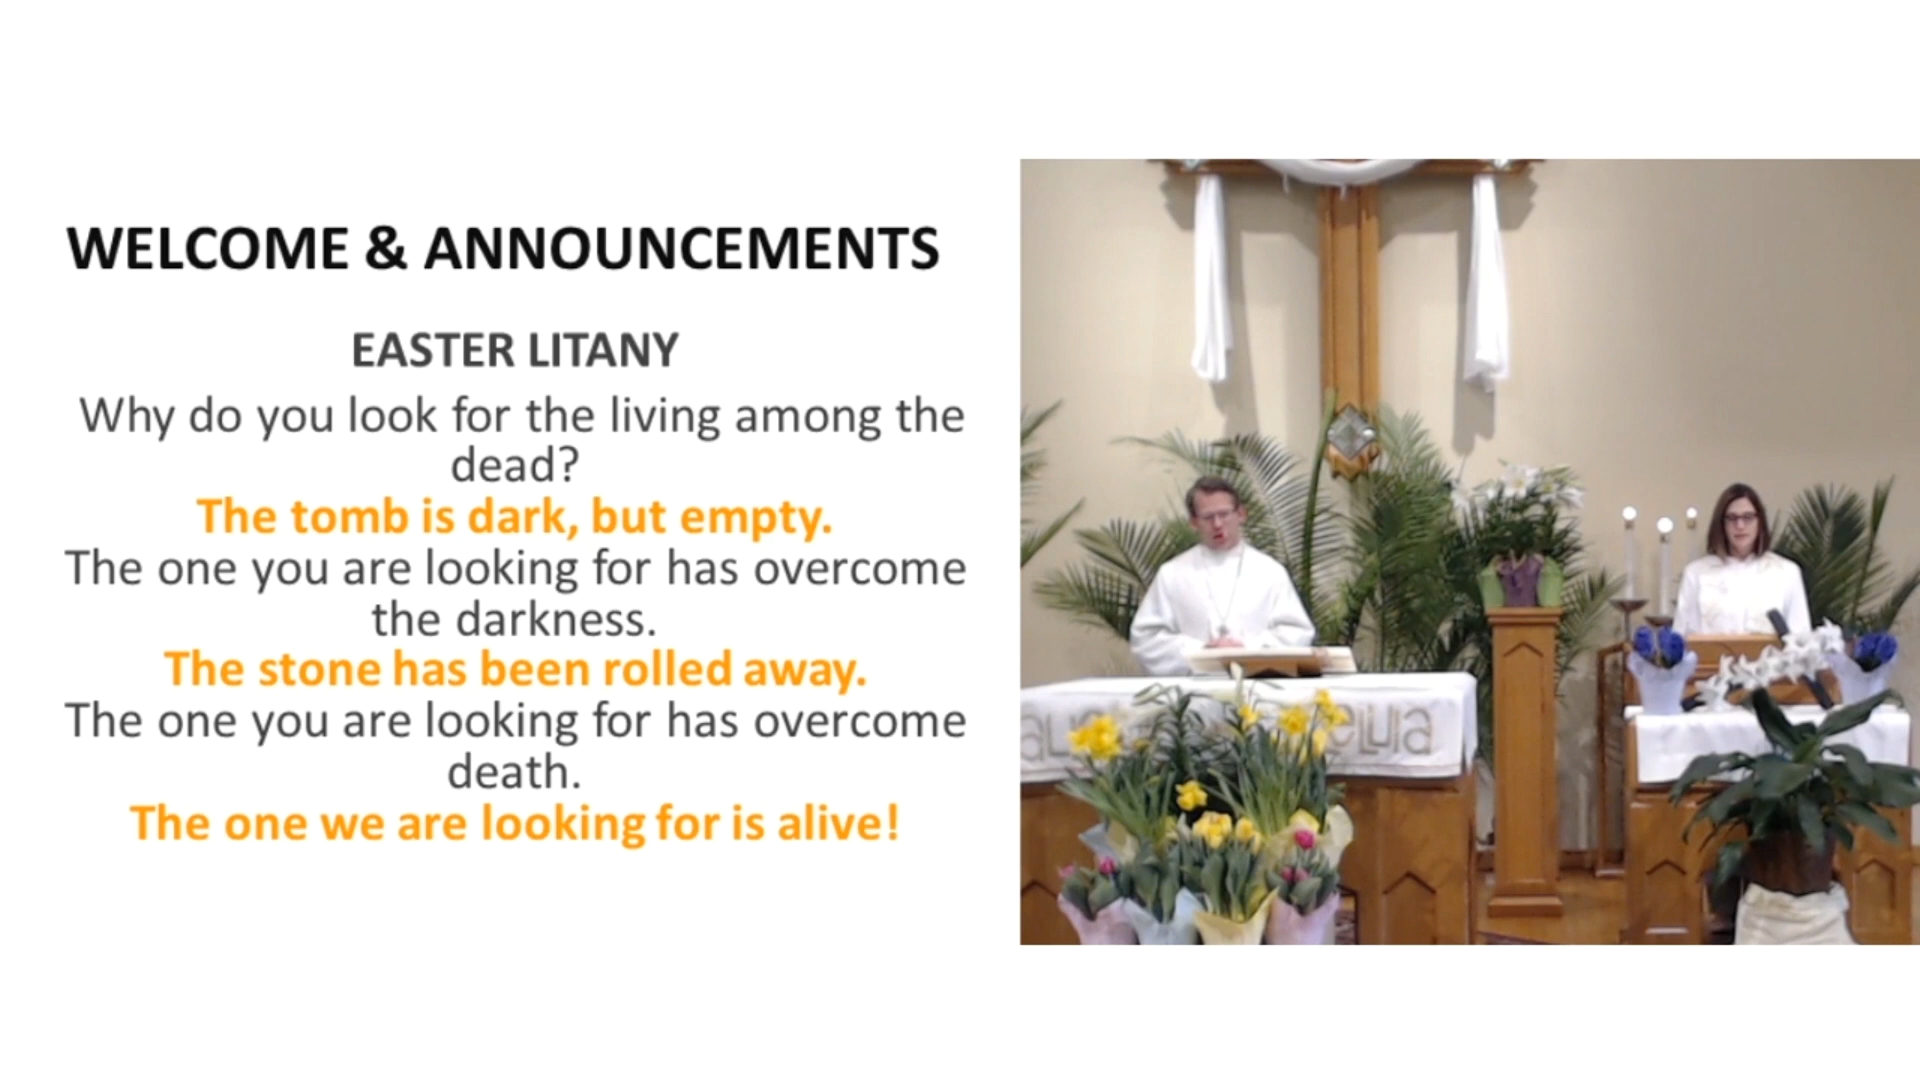 WELCOME & ANNOUNCEMENTS
EASTER LITANY
Why do you look for the living among the
dead?
The tomb is dark, but empty.
The one you are looking for has overcome
the darkness.
The stone has been rolled away.
The one you are looking for has overcome
death.
The one we are looking for is alive!